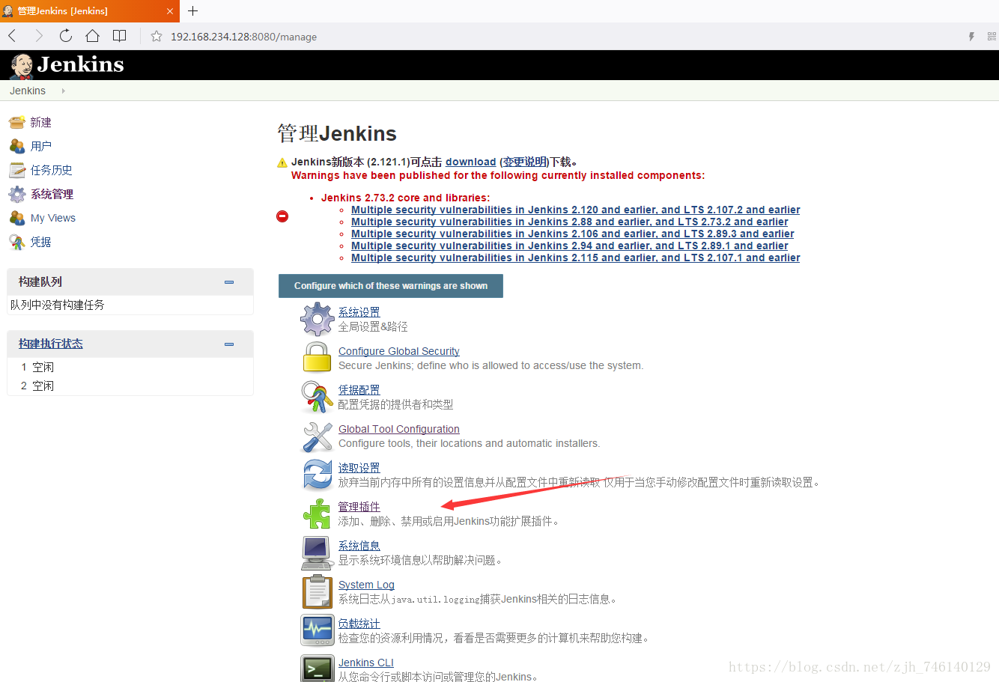 管理Jenkins [Jenkins]
192.168.234.128:8080/manage
Jenkins
Jenkins
新建
用户
任务历史
系统管理
My Views
凭据
构建队列
队列中没有构建任务
构建执行状态
1 空闲
2 空闲
管理Jenkins
Jenkins新版本 (2.121.1)可点击 download (变更说明)下载。
Warnings have been published for the following currently installed components:
Jenkins 2.73.2 core and libraries:
Multiple security vulnerabilities in Jenkins 2.120 and earlier, and LTS 2.107.2 and earlier
Multiple security vulnerabilities in Jenkins 2.88 and earlier, and LTS 2.73.2 and earlier
Multiple security vulnerabilities in Jenkins 2.106 and earlier, and LTS 2.89.3 and earlier
Multiple security vulnerabilities in Jenkins 2.94 and earlier, and LTS 2.89.1 and earlier
Multiple security vulnerabilities in Jenkins 2.115 and earlier, and LTS 2.107.1 and earlier
Configure which of these warnings are shown
系统设置
全局设置&路径
Configure Global Security
Secure Jenkins; define who is allowed to access/use the system.
凭据配置
配置凭据的提供者和类型
Global Tool Configuration
Configure tools, their locations and automatic installers.
读取设置
放弃当前内存中所有的设置信息并从配置文件中重新读取 仅用于当您手动修改配置文件时重新读取设置。
管理插件
添加、删除、禁用或启用Jenkins功能扩展插件。
系统信息
显示系统环境信息以帮助解决问题。
System Log
系统日志从java.util.logging捕获Jenkins相关的日志信息。
负载统计
检查您的资源利用情况，看看是否需要更多的计算机来帮助您构建。
Jenkins CLI
从您命令行或脚本访问或管理您的Jenkins。
https://blog.csdn.net/zjh_746140129